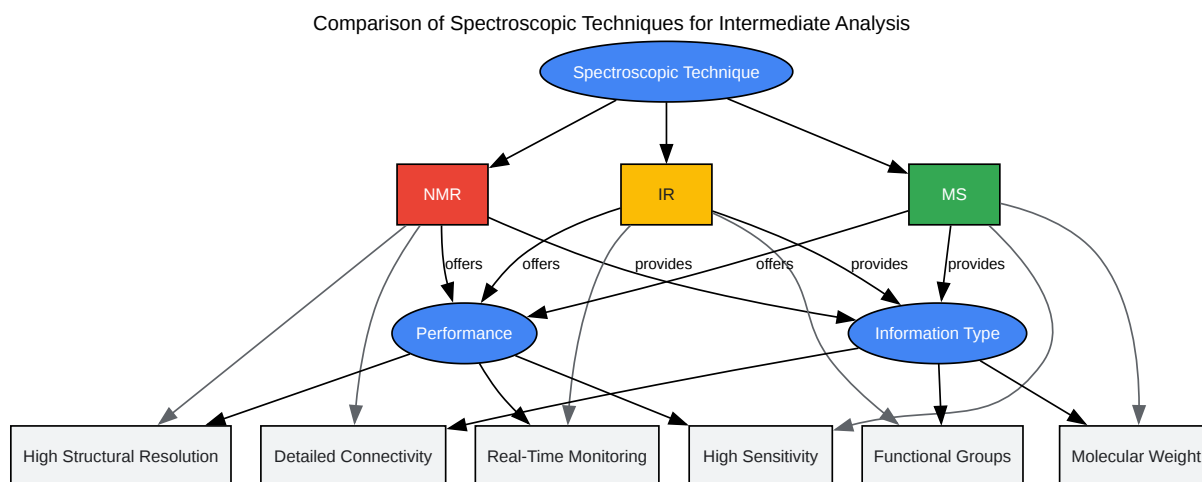 Comparison of Spectroscopic Techniques for Intermediate Analysis
Spectroscopic Technique
NMR
IR
MS
offers
offers
provides
offers
provides
provides
Performance
Information Type
High Structural Resolution
Detailed Connectivity
Real-Time Monitoring
High Sensitivity
Functional Groups
Molecular Weight